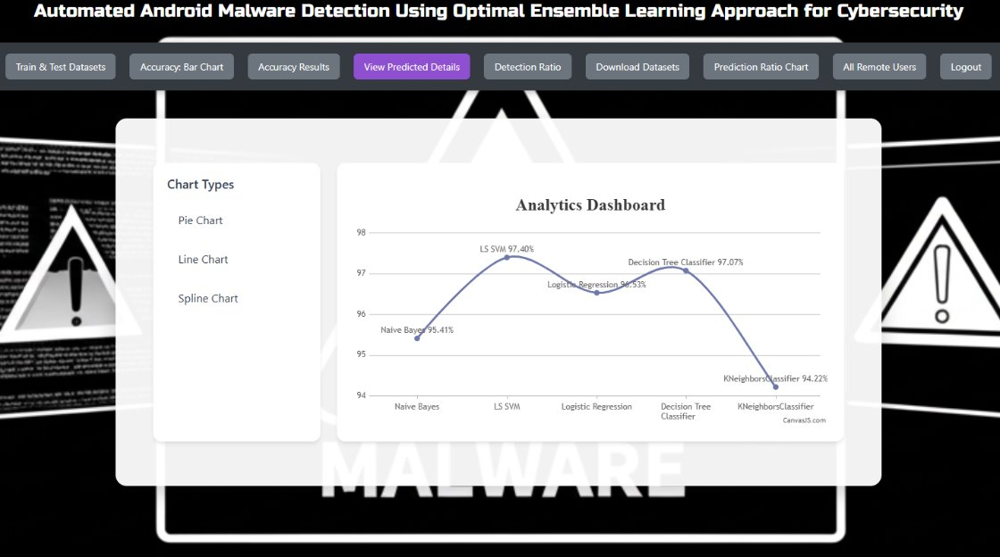 Automated Android Malware Detection Using Optimal Ensemble Learning Approach for Cybersecurity
Train & Test Datasets
Accuracy: Bar Chart
Accuracy Results
View Predicted Details
Detection Ratio
Download Datasets
Prediction Ratio Chart
All Remote Users
Logout
Chart Types
Pie Chart
Line Chart
Spline Chart
Analytics Dashboard
98
97
96
95
94
Naive Bayes 95.41%
LS SVM 97.40%
Logistic Regression 96.53%
Decision Tree Classifier 97.07%
KNeighborsClassifier 94.22%
Naive Bayes
LS SVM
Logistic Regression
Decision Tree
Classifier
KNeighborsClassifier
CanvasJS.com
MALWARE